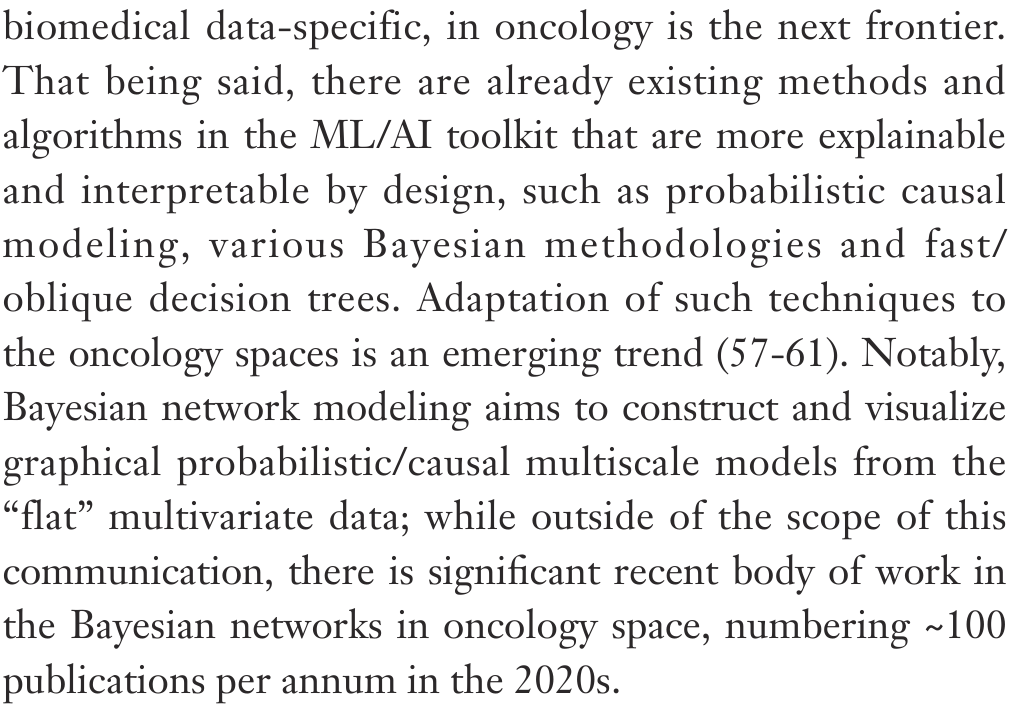 biomedical data-specific, in oncology is the next frontier.
That being said, there are already existing methods and
algorithms in the ML/AI toolkit that are more explainable
and interpretable by design, such as probabilistic causal
modeling, various Bayesian methodologies and fast/
oblique decision trees. Adaptation of such techniques to
the oncology spaces is an emerging trend (57-61). Notably,
Bayesian network modeling aims to construct and visualize
graphical probabilistic/causal multiscale models from the
“flat” multivariate data; while outside of the scope of this
communication, there is significant recent body of work in
the Bayesian networks in oncology space, numbering ~100
publications per annum in the 2020s.